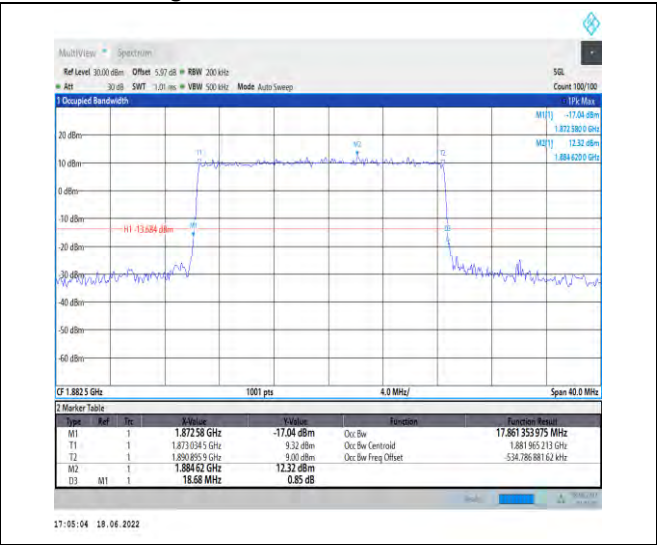 MultiView Spectrum
Ref Level 30.00 dBm Offset 5.97 dB RBW 200 kHz SGL
Att 30 dB SWT 1.01 ms VBW 500 kHz Mode Auto Sweep Count 100/100
1 Occupied Bandwidth 1Pk Max
M1[1] -17.04 dBm
1.872 580 0 GHz
M2[1] 12.32 dBm
1.884 620 0 GHz
20 dBm
M2
T1 T2
10 dBm
0 dBm
-10 dBm
M1 D3
H1 -13.684 dBm
-20 dBm
-30 dBm
-40 dBm
-50 dBm
-60 dBm
CF 1.882 5 GHz 1001 pts 4.0 MHz/ Span 40.0 MHz
2 Marker Table
Type Ref Trc X-Value Y-Value Function Function Result
M1 1 1.872 58 GHz -17.04 dBm Occ Bw 17.861 353 975 MHz
T1 1 1.873 034 5 GHz 9.32 dBm Occ Bw Centroid 1.881 965 213 GHz
T2 1 1.890 895 9 GHz 9.00 dBm Occ Bw Freq Offset -534.786 881 62 kHz
M2 1 1.884 62 GHz 12.32 dBm
D3 M1 1 18.68 MHz 0.85 dB
17:05:04 18.06.2022